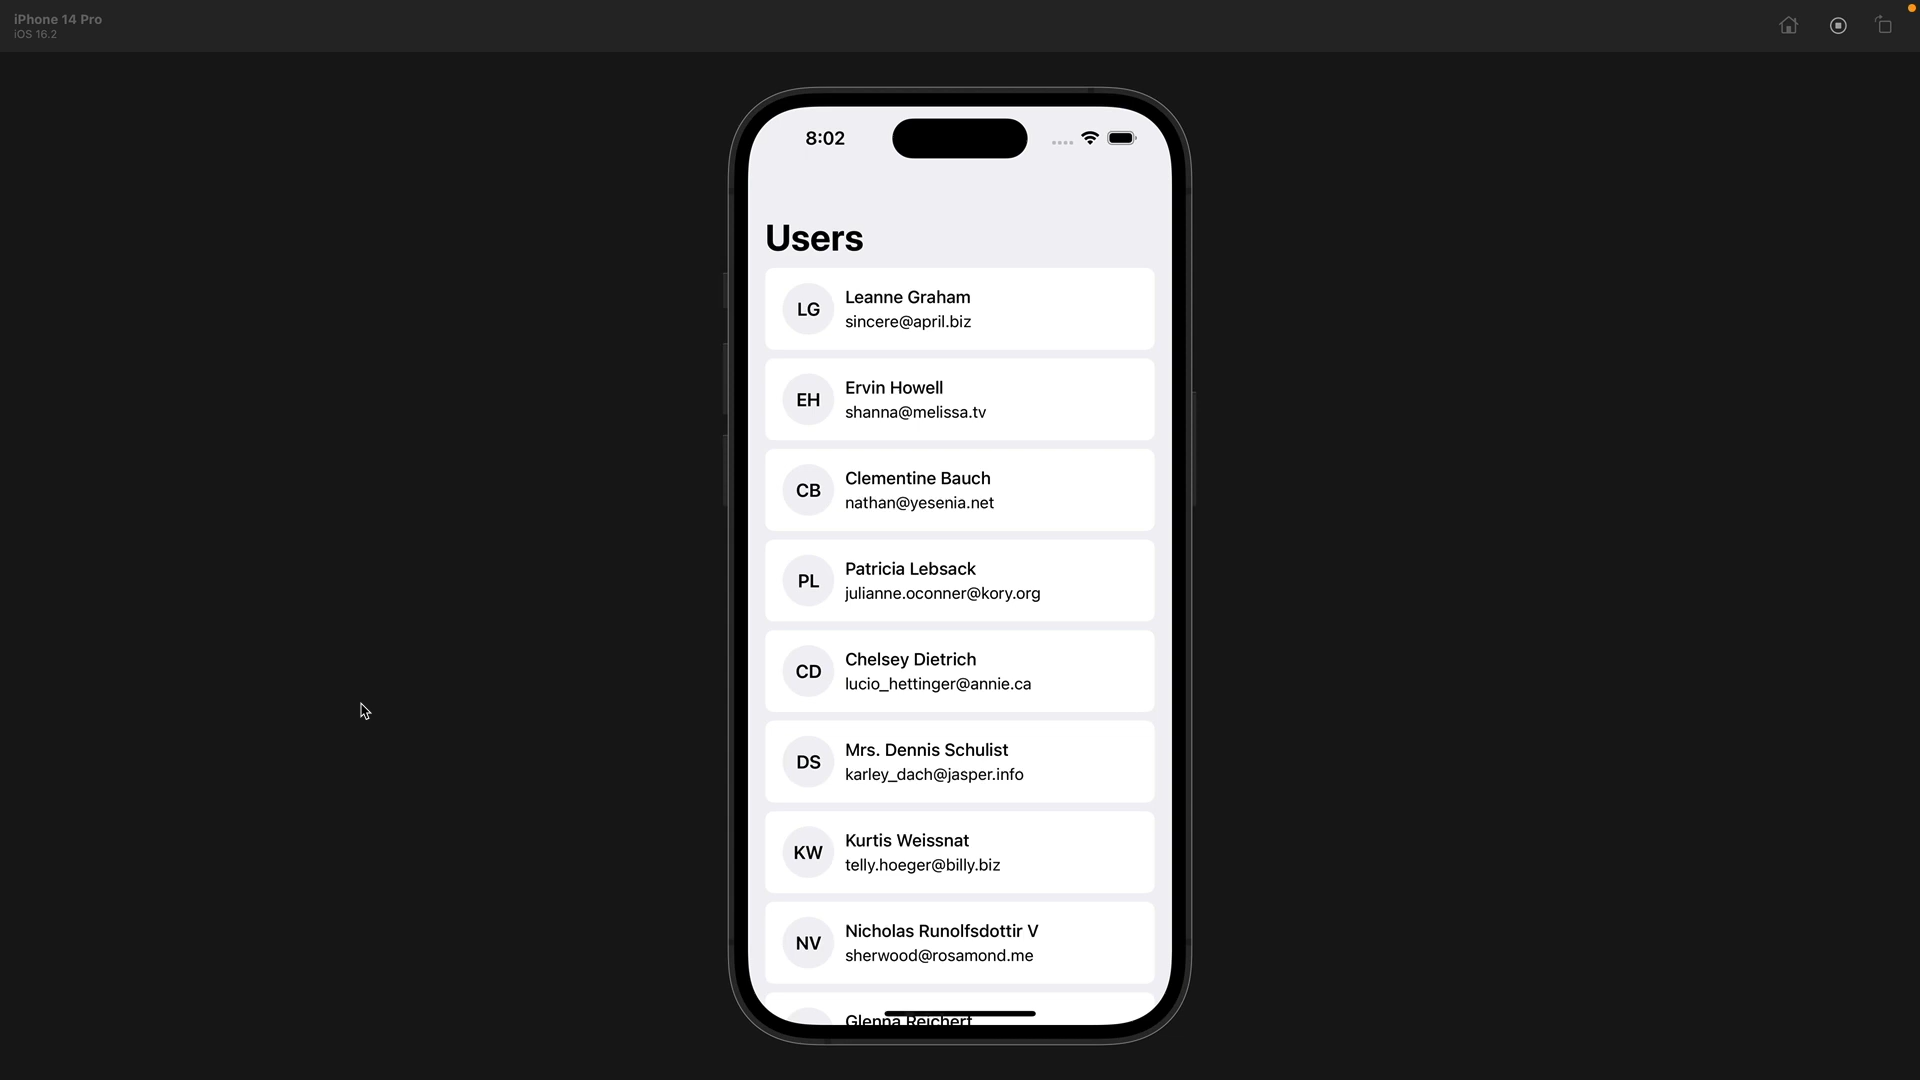 iPhone 14 Pro
iOS 16.2
8:02
Users
LG
Leanne Graham
sincere@april.biz
EH
Ervin Howell
shanna@melissa.tv
CB
Clementine Bauch
nathan@yesenia.net
PL
Patricia Lebsack
julianne.oconner@kory.org
CD
Chelsey Dietrich
lucio_hettinger@annie.ca
DS
Mrs. Dennis Schulist
karley_dach@jasper.info
KW
Kurtis Weissnat
telly.hoeger@billy.biz
NV
Nicholas Runolfsdottir V
sherwood@rosamond.me
Glenna Reichert